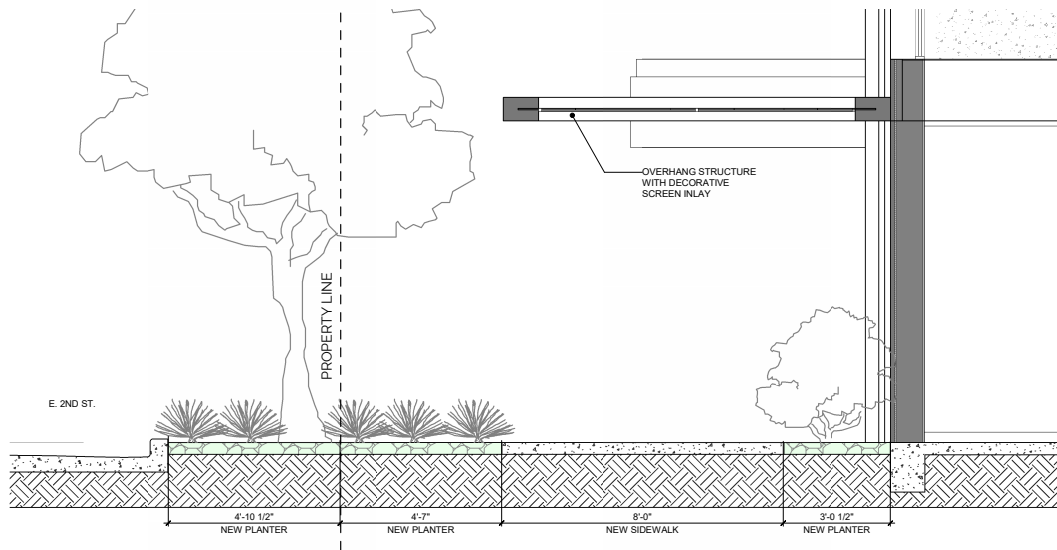 OVERHANG STRUCTURE
WITH DECORATIVE
SCREEN INLAY
PROPERTY LINE
E. 2ND ST.
4'-10 1/2"
NEW PLANTER
4'-7"
NEW PLANTER
8'-0"
NEW SIDEWALK
3'-0 1/2"
NEW PLANTER